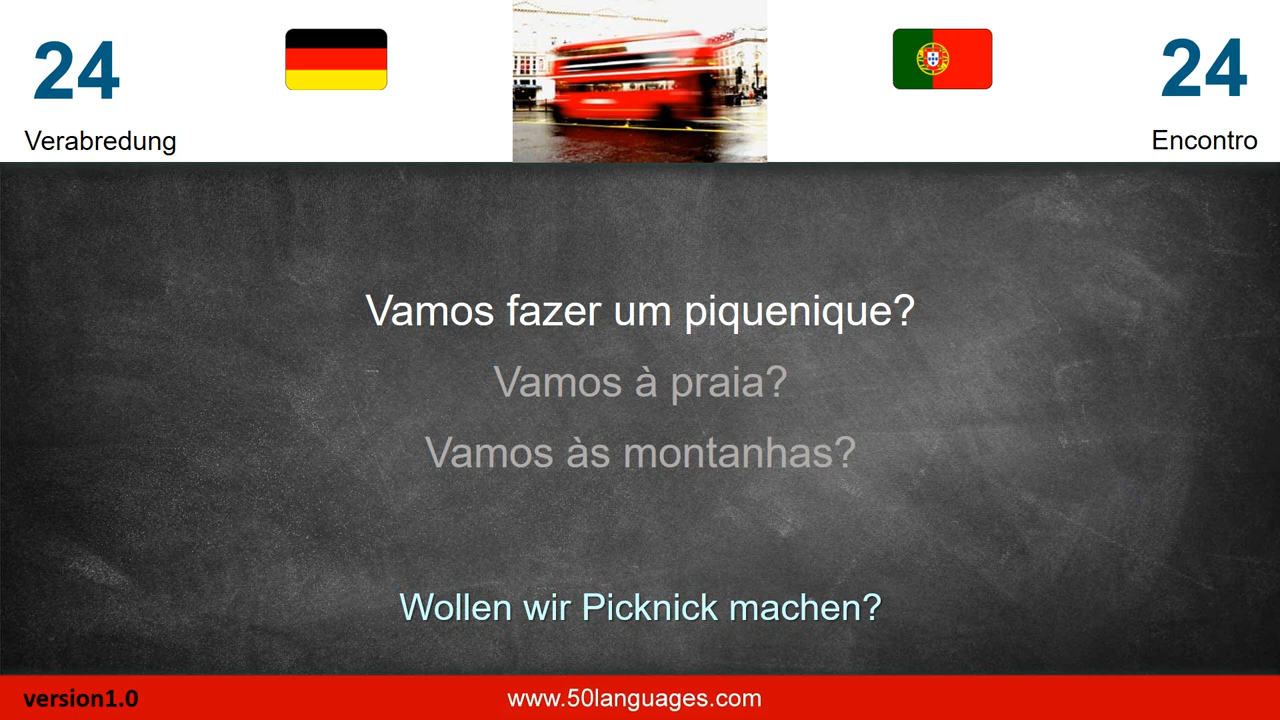 24
24
Verabredung
Encontro
Vamos fazer um piquenique?
Vamos à praia?
Vamos às montanhas?
Wollen wir Picknick machen?
version1.0
www.50languages.com